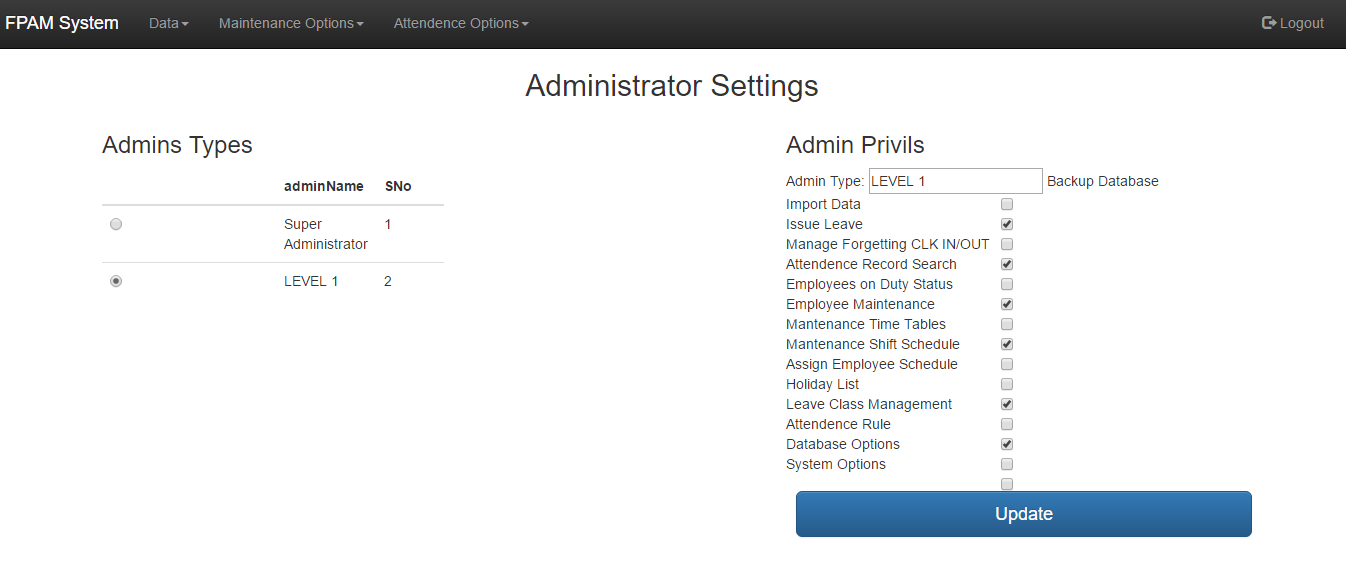 FPAM System Data Maintenance Options Attendence Options Logout
Administrator Settings
Admins Types
adminName SNo
Super 1
Administrator
LEVEL 1 2
Admin Privils
Admin Type: LEVEL 1 Backup Database
Import Data
Issue Leave
Manage Forgetting CLK IN/OUT
Attendence Record Search
Employees on Duty Status
Employee Maintenance
Mantenance Time Tables
Mantenance Shift Schedule
Assign Employee Schedule
Holiday List
Leave Class Management
Attendence Rule
Database Options
System Options
Update